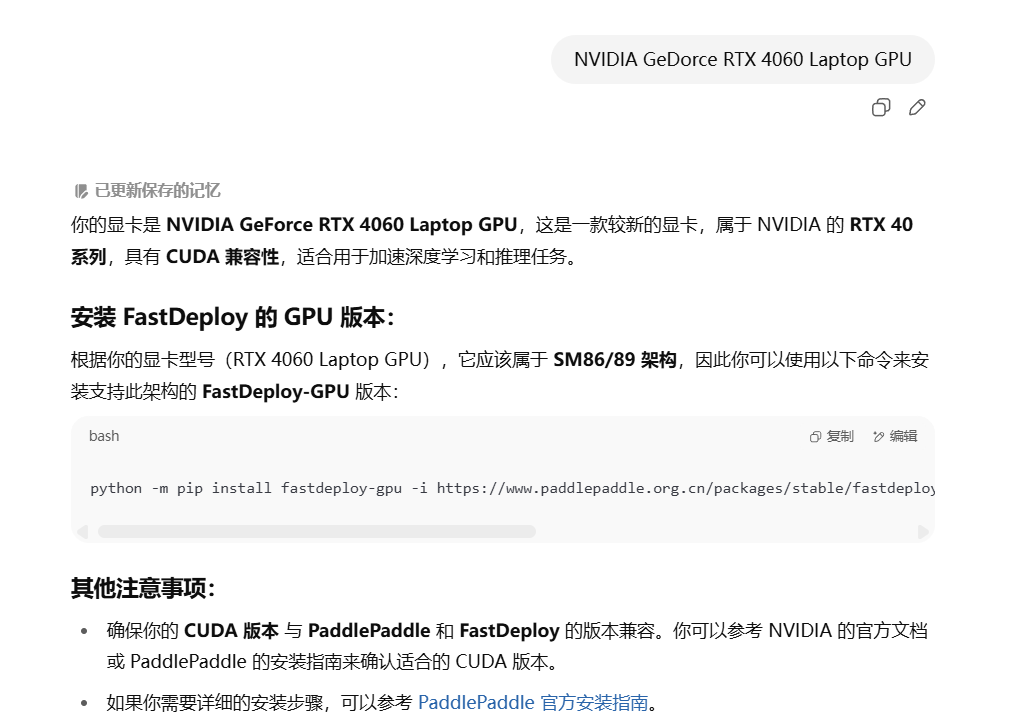 NVIDIA GeDorce RTX 4060 Laptop GPU
已更新保存的记忆
你的显卡是 NVIDIA GeForce RTX 4060 Laptop GPU，这是一款较新的显卡，属于 NVIDIA 的 RTX 40
系列，具有 CUDA 兼容性，适合用于加速深度学习和推理任务。
安装 FastDeploy 的 GPU 版本：
根据你的显卡型号（RTX 4060 Laptop GPU），它应该属于 SM86/89 架构，因此你可以使用以下命令来安
装支持此架构的 FastDeploy-GPU 版本：
bash 复制 编辑
python -m pip install fastdeploy-gpu -i https://www.paddlepaddle.org.cn/packages/stable/fastdeploy
其他注意事项：
• 确保你的 CUDA 版本 与 PaddlePaddle 和 FastDeploy 的版本兼容。你可以参考 NVIDIA 的官方文档
或 PaddlePaddle 的安装指南来确认适合的 CUDA 版本。
• 如果你需要详细的安装步骤，可以参考 PaddlePaddle 官方安装指南。